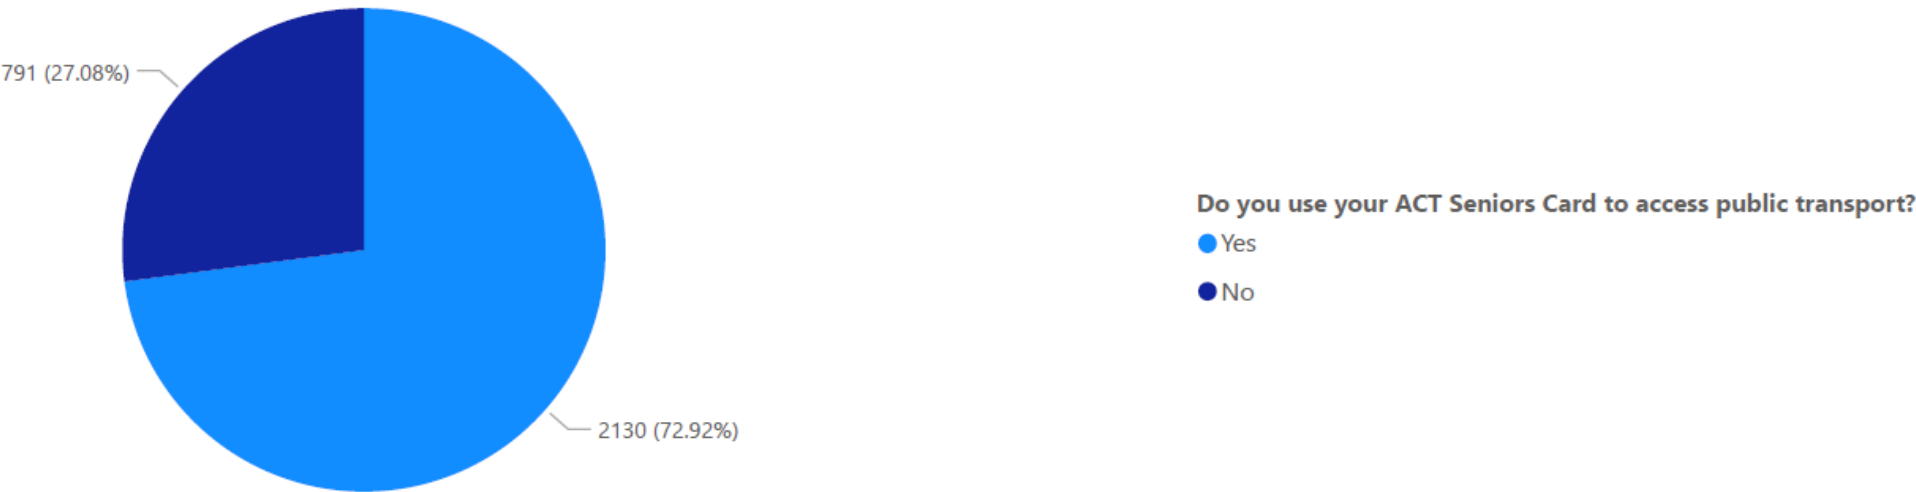 791 (27.08%)
2130 (72.92%)
Do you use your ACT Seniors Card to access public transport?
Yes
No